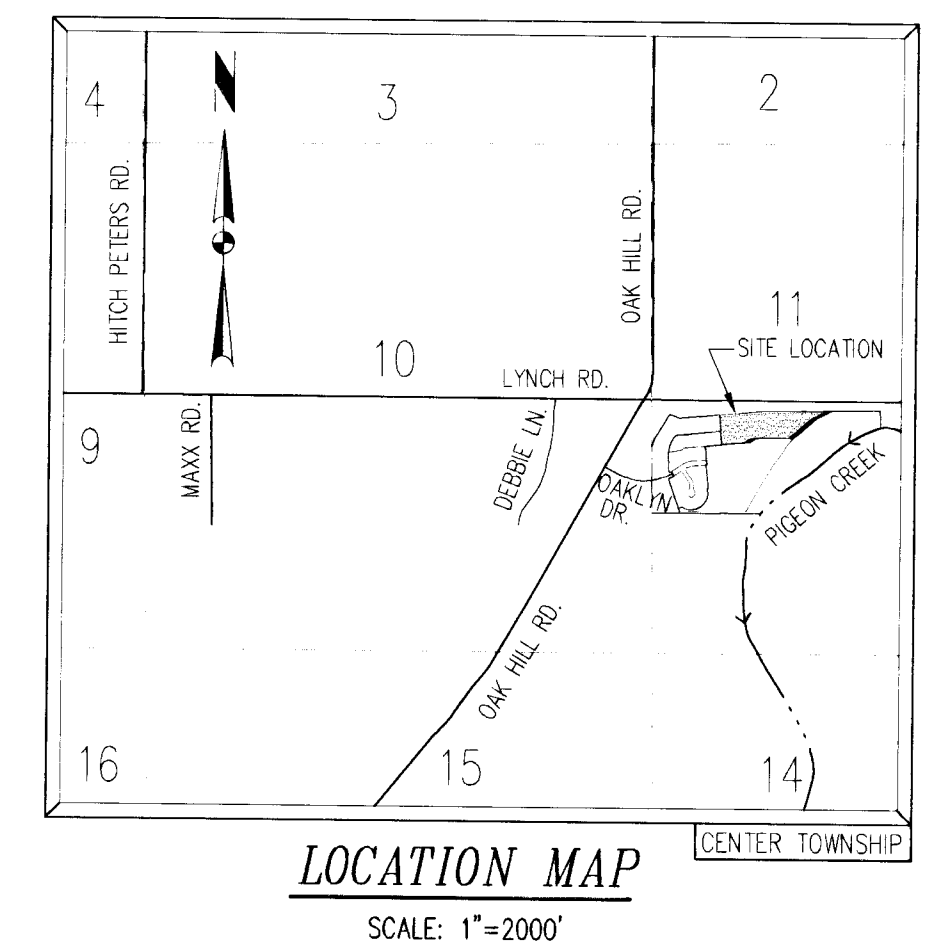 4
N
3
2
HITCH PETERS RD.
OAK HILL RD.
11
SITE LOCATION
10
LYNCH RD.
9
MAXX RD.
DEBBIE LN.
OAKLYN
DR.
PIGEON CREEK
OAK HILL RD.
16
15
14
CENTER TOWNSHIP
LOCATION MAP
SCALE: 1"=2000'